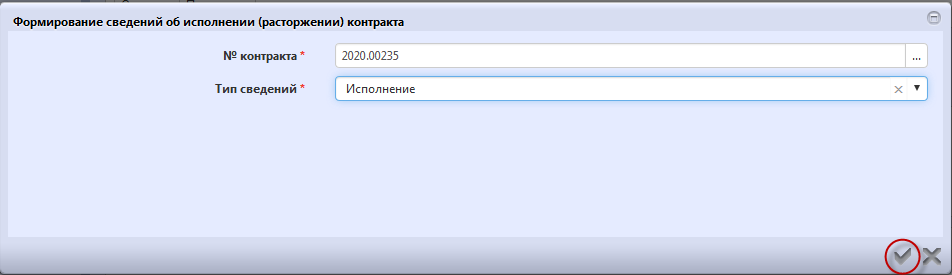 Формирование сведений об исполнении (расторжении) контракта
№ контракта * 2020.00235 ...
Тип сведений * Исполнение